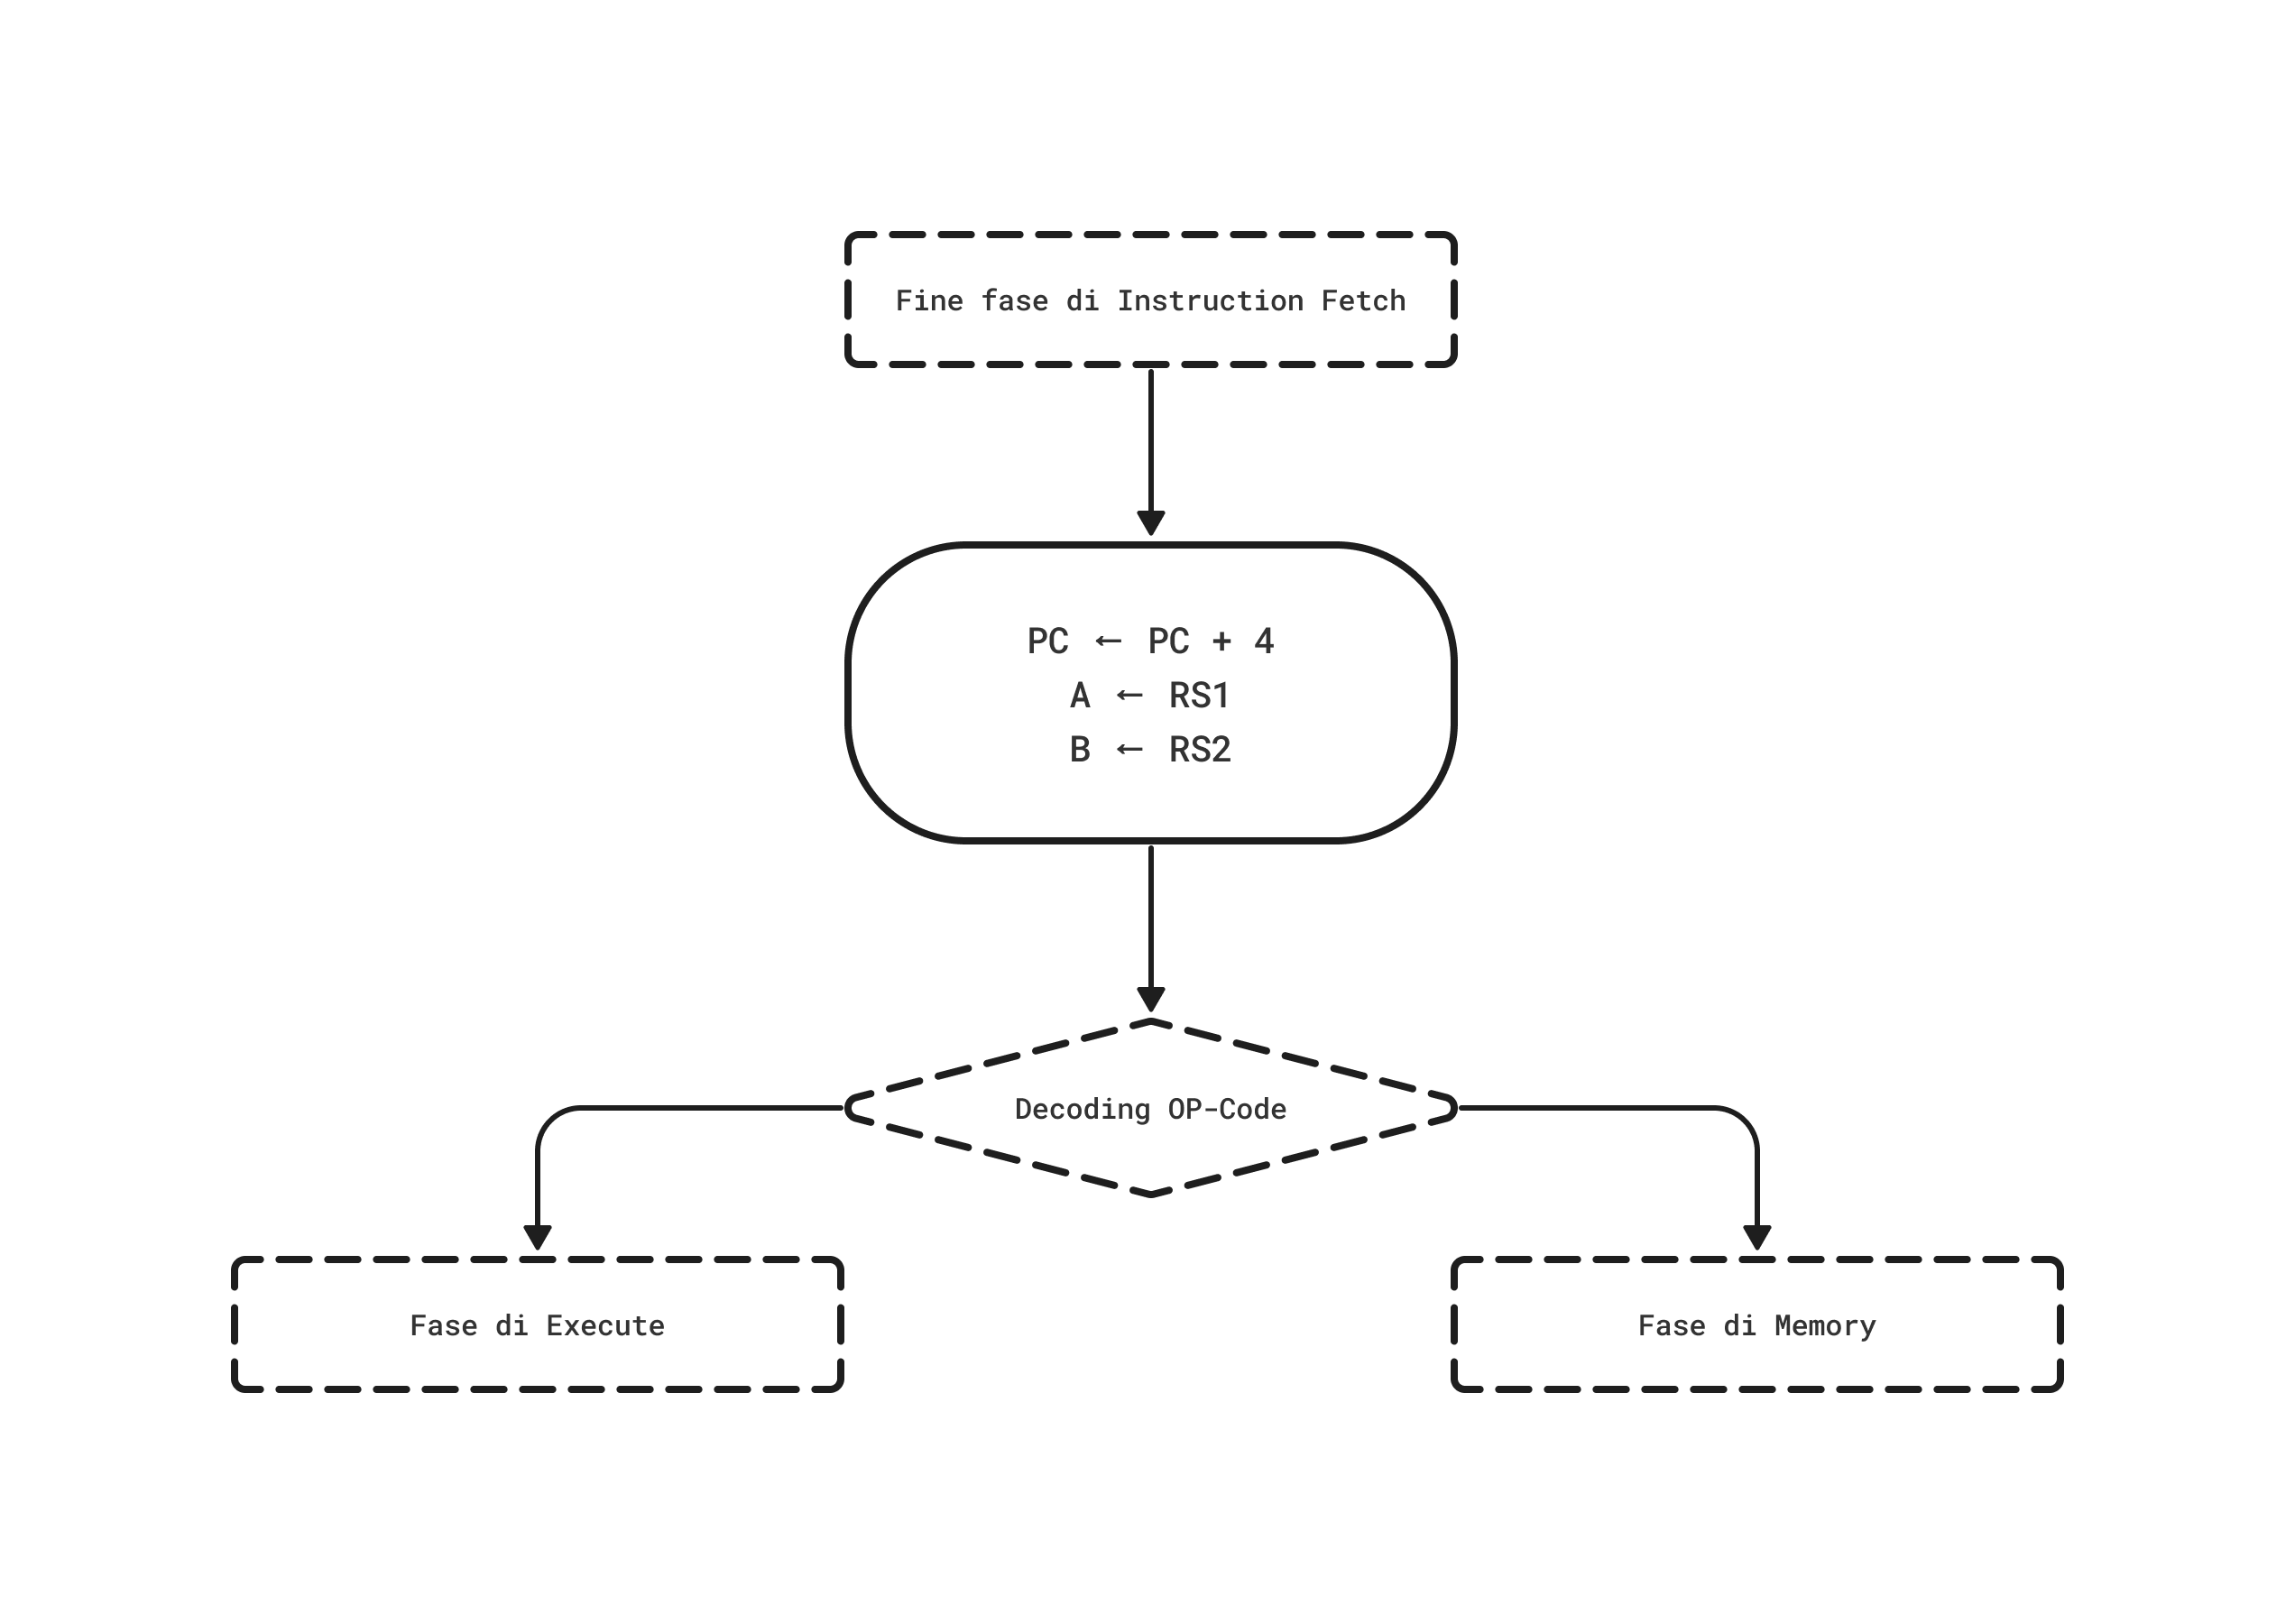 Fine fase di Instruction Fetch
PC ← PC + 4
A ← RS1
B ← RS2
Decoding OP-Code
Fase di Execute
Fase di Memory